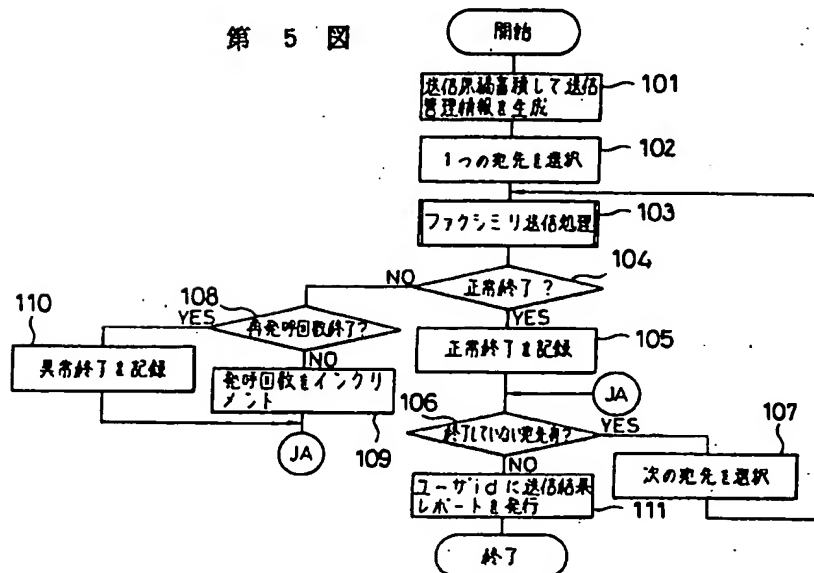 第 5 図
開始
送信原稿蓄積して送信
管理情報を生成
101
1つの宛先を選択
102
ファクシミリ送信処理
103
正常終了?
104
NO
YES
108
再発呼回数終了?
YES
NO
110
異常終了を記録
発呼回数をインクリ
メント
109
JA
正常終了を記録
105
JA
106
終了していない宛先有?
YES
NO
107
次の宛先を選択
ユーザidに送信結果
レポートを発行
111
終了